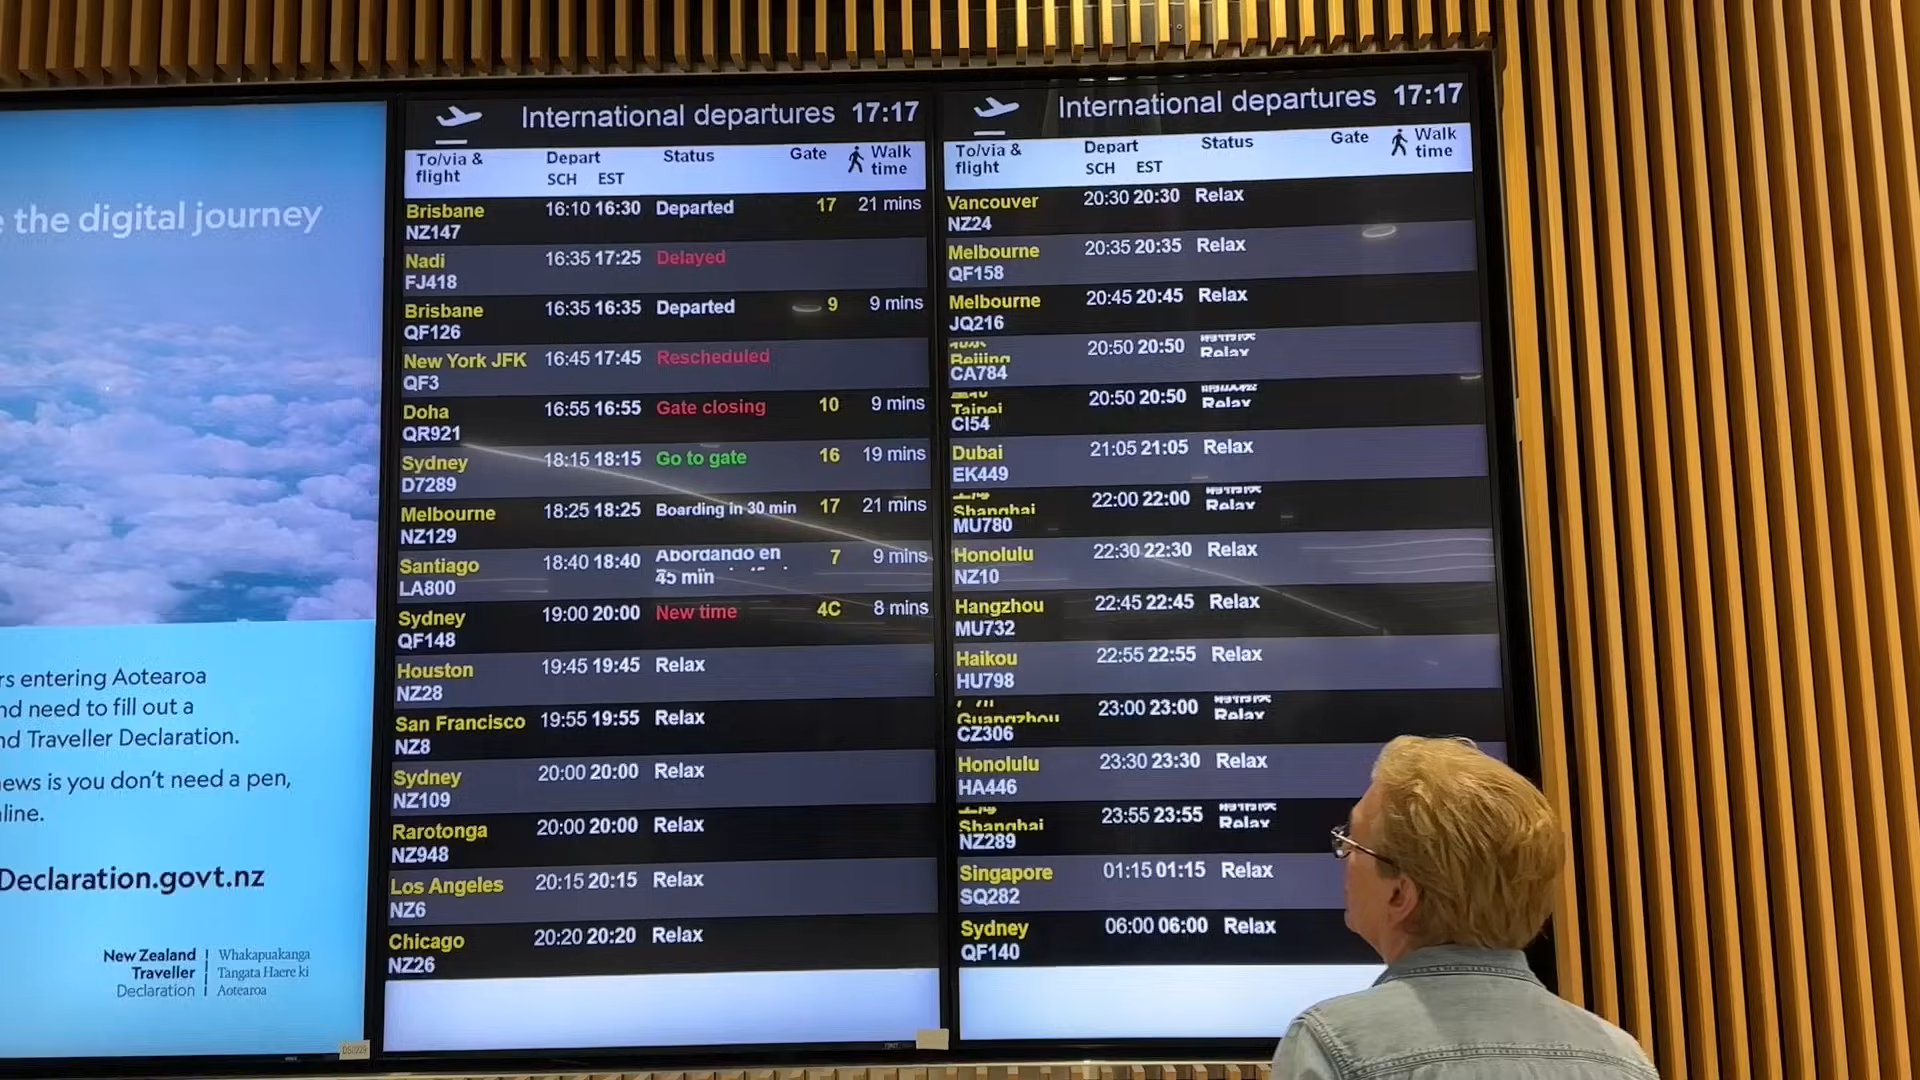 the digital journey
rs entering Aotearoa
nd need to fill out a
nd Traveller Declaration.
ews is you don't need a pen,
line.
Declaration.govt.nz
New Zealand
Traveller
Declaration
Whakapuakanga
Tangata Haere ki
Aotearoa
International departures 17:17
To/via & flight Depart SCH EST Status Gate Walk time
Brisbane 16:10 16:30 Departed 17 21 mins
NZ147
Nadi 16:35 17:25 Delayed
FJ418
Brisbane 16:35 16:35 Departed 9 9 mins
QF126
New York JFK 16:45 17:45 Rescheduled
QF3
Doha 16:55 16:55 Gate closing 10 9 mins
QR921
Sydney 18:15 18:15 Go to gate 16 19 mins
D7289
Melbourne 18:25 18:25 Boarding in 30 min 17 21 mins
NZ129
Santiago 18:40 18:40 Abordando en 7 9 mins
LA800 45 min
Sydney 19:00 20:00 New time 4C 8 mins
QF148
Houston 19:45 19:45 Relax
NZ28
San Francisco 19:55 19:55 Relax
NZ8
Sydney 20:00 20:00 Relax
NZ109
Rarotonga 20:00 20:00 Relax
NZ948
Los Angeles 20:15 20:15 Relax
NZ6
Chicago 20:20 20:20 Relax
NZ26
International departures 17:17
To/via & flight Depart SCH EST Status Gate Walk time
Vancouver 20:30 20:30 Relax
NZ24
Melbourne 20:35 20:35 Relax
QF158
Melbourne 20:45 20:45 Relax
JQ216
Beijing 20:50 20:50 Relax
CA784
Taipei 20:50 20:50 Relax
CI54
Dubai 21:05 21:05 Relax
EK449
Shanghai 22:00 22:00 Relax
MU780
Honolulu 22:30 22:30 Relax
NZ10
Hangzhou 22:45 22:45 Relax
MU732
Haikou 22:55 22:55 Relax
HU798
Guangzhou 23:00 23:00 Relax
CZ306
Honolulu 23:30 23:30 Relax
HA446
Shanghai 23:55 23:55 Relax
NZ289
Singapore 01:15 01:15 Relax
SQ282
Sydney 06:00 06:00 Relax
QF140